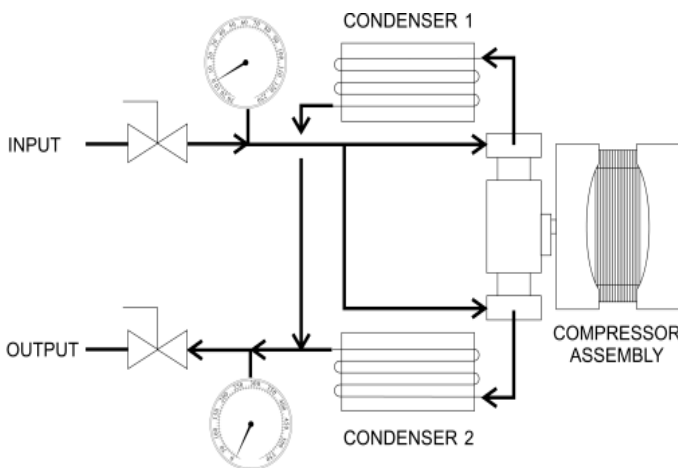 CONDENSER 1
INPUT
OUTPUT
COMPRESSOR
ASSEMBLY
CONDENSER 2